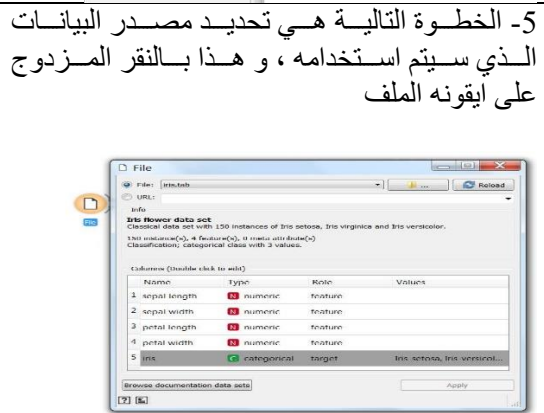 5- الخطوة التالية هي تحديد مصدر البيانات
الذي سيتم استخدامه ، و هذا بالنقر المزدوج
على ايقونه الملف
File
File: iris.tab ... Reload
URL:
Info
Iris flower data set
Classical data set with 150 instances of Iris setosa, Iris virginica and Iris versicolor.
150 instance(s), 4 feature(s), 0 meta attribute(s)
Classification; categorical class with 3 values.
Columns (Double click to edit)
Name Type Role Values
1 sepal length N numeric feature
2 sepal width N numeric feature
3 petal length N numeric feature
4 petal width N numeric feature
5 iris C categorical target Iris-setosa, Iris-versicol...
Browse documentation data sets Apply
File